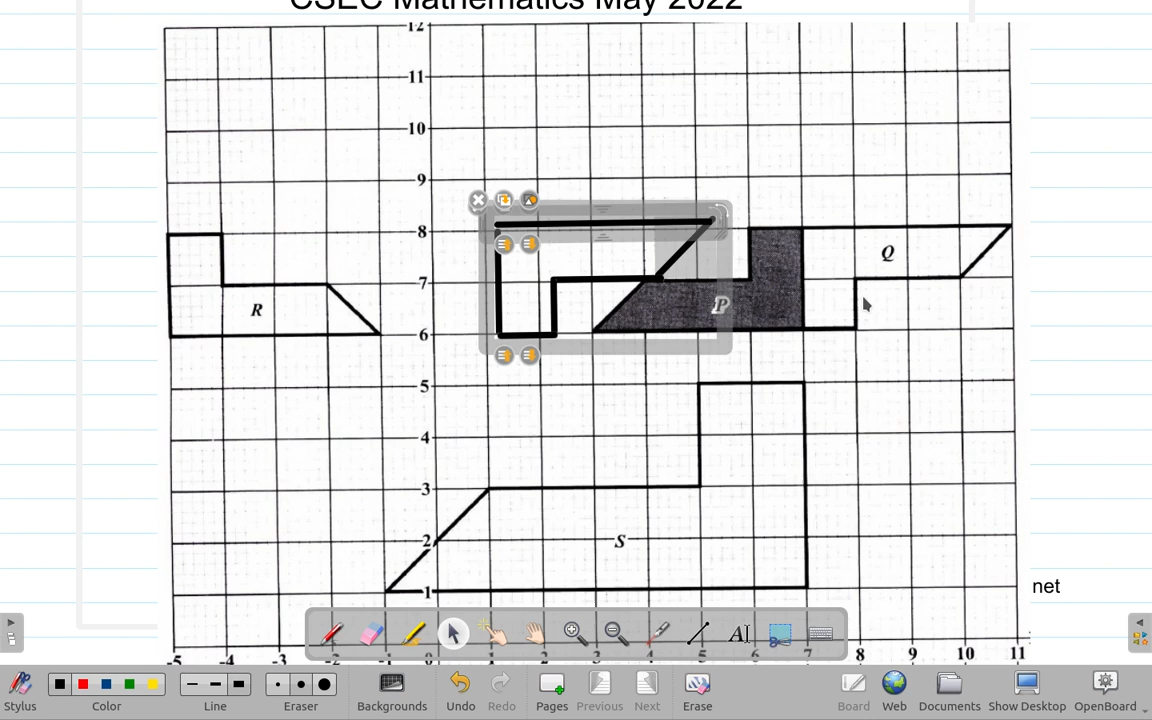 CSEC Mathematics May 2022
12
11
10
9
8
Q
7
R
P
6
5
4
3
2
S
1
net
-5 -4 -3 -2 -1 0 1 2 3 4 5 6 7 8 9 10 11
Stylus Color Line Eraser Backgrounds Undo Redo Pages Previous Next Erase Board Web Documents Show Desktop OpenBoard